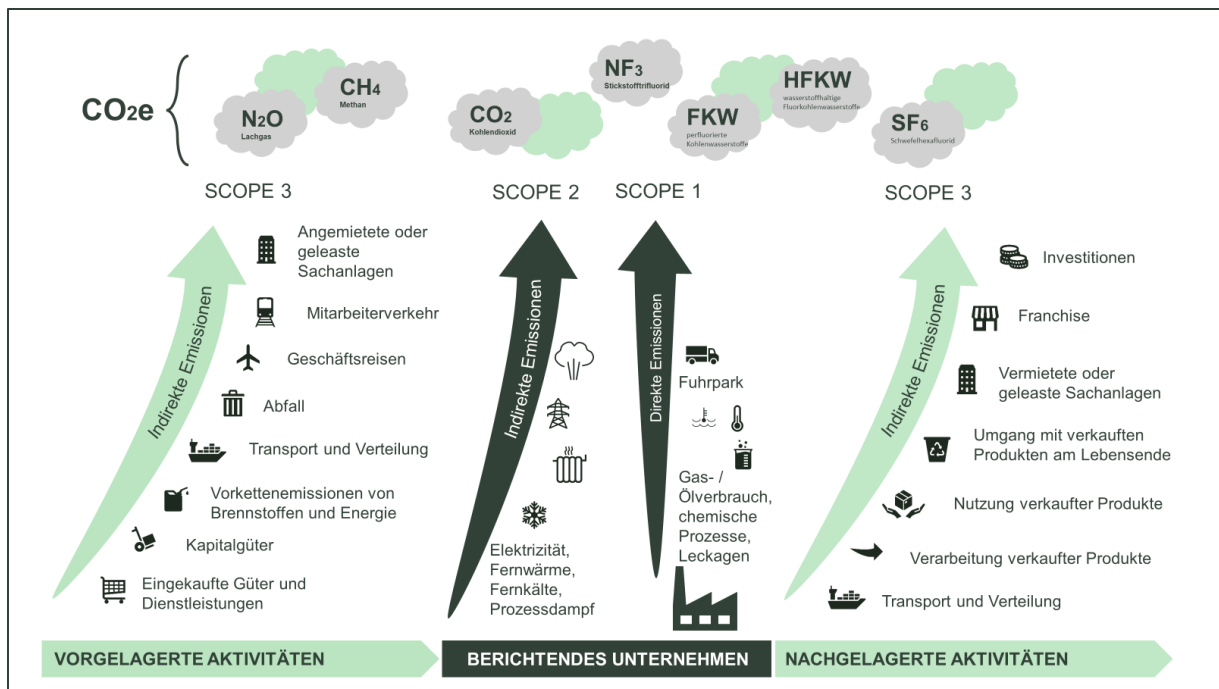 CO2e
N2O
Lachgas
CH4
Methan
CO2
Kohlendioxid
NF3
Stickstofftrifluorid
FKW
perfluorierte
Kohlenwasserstoffe
HFKW
wasserstoffhaltige
Fluorkohlenwasserstoffe
SF6
Schwefelhexafluorid
SCOPE 3
Indirekte Emissionen
Angemietete oder
geleaste
Sachanlagen
Mitarbeiterverkehr
Geschäftsreisen
Abfall
Transport und Verteilung
Vorkettenemissionen von
Brennstoffen und Energie
Kapitalgüter
Eingekaufte Güter und
Dienstleistungen
SCOPE 2
Indirekte Emissionen
Elektrizität,
Fernwärme,
Fernkälte,
Prozessdampf
SCOPE 1
Direkte Emissionen
Fuhrpark
Gas- /
Ölverbrauch,
chemische
Prozesse,
Leckagen
SCOPE 3
Indirekte Emissionen
Investitionen
Franchise
Vermietete oder
geleaste Sachanlagen
Umgang mit verkauften
Produkten am Lebensende
Nutzung verkaufter Produkte
Verarbeitung verkaufter Produkte
Transport und Verteilung
VORGELAGERTE AKTIVITÄTEN
BERICHTENDES UNTERNEHMEN
NACHGELAGERTE AKTIVITÄTEN